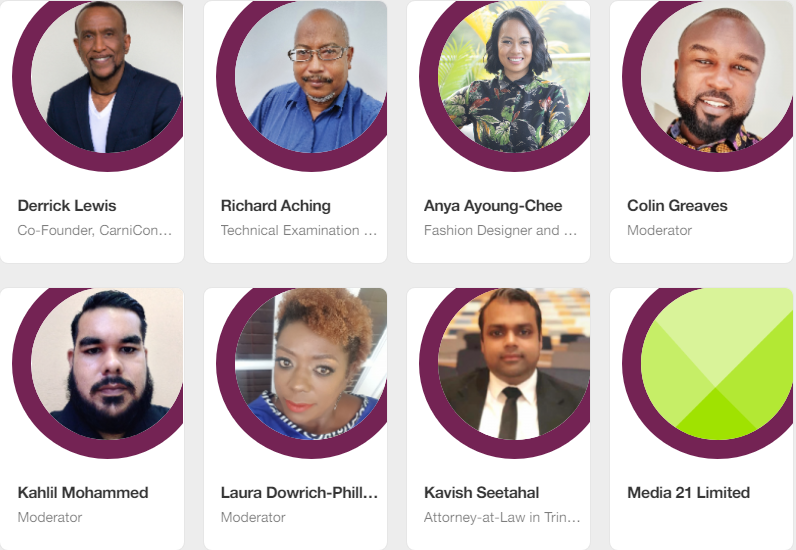 Derrick Lewis
Co-Founder, CarniCon...
Richard Aching
Technical Examination ...
Anya Ayoung-Chee
Fashion Designer and ...
Colin Greaves
Moderator
Kahlil Mohammed
Moderator
Laura Dowrich-Phill...
Moderator
Kavish Seetahal
Attorney-at-Law in Trin...
Media 21 Limited